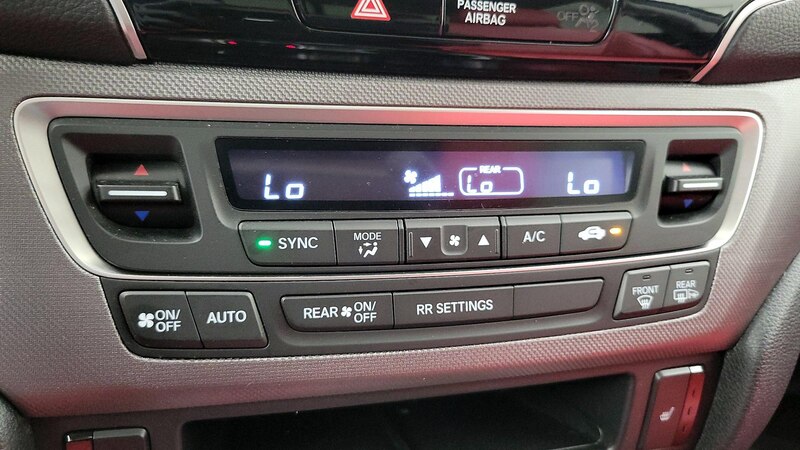 PASSENGER
AIRBAG
OFF
Lo
REAR
Lo
Lo
SYNC
MODE
A/C
ON/
OFF
AUTO
REAR
ON/
OFF
RR SETTINGS
FRONT
REAR